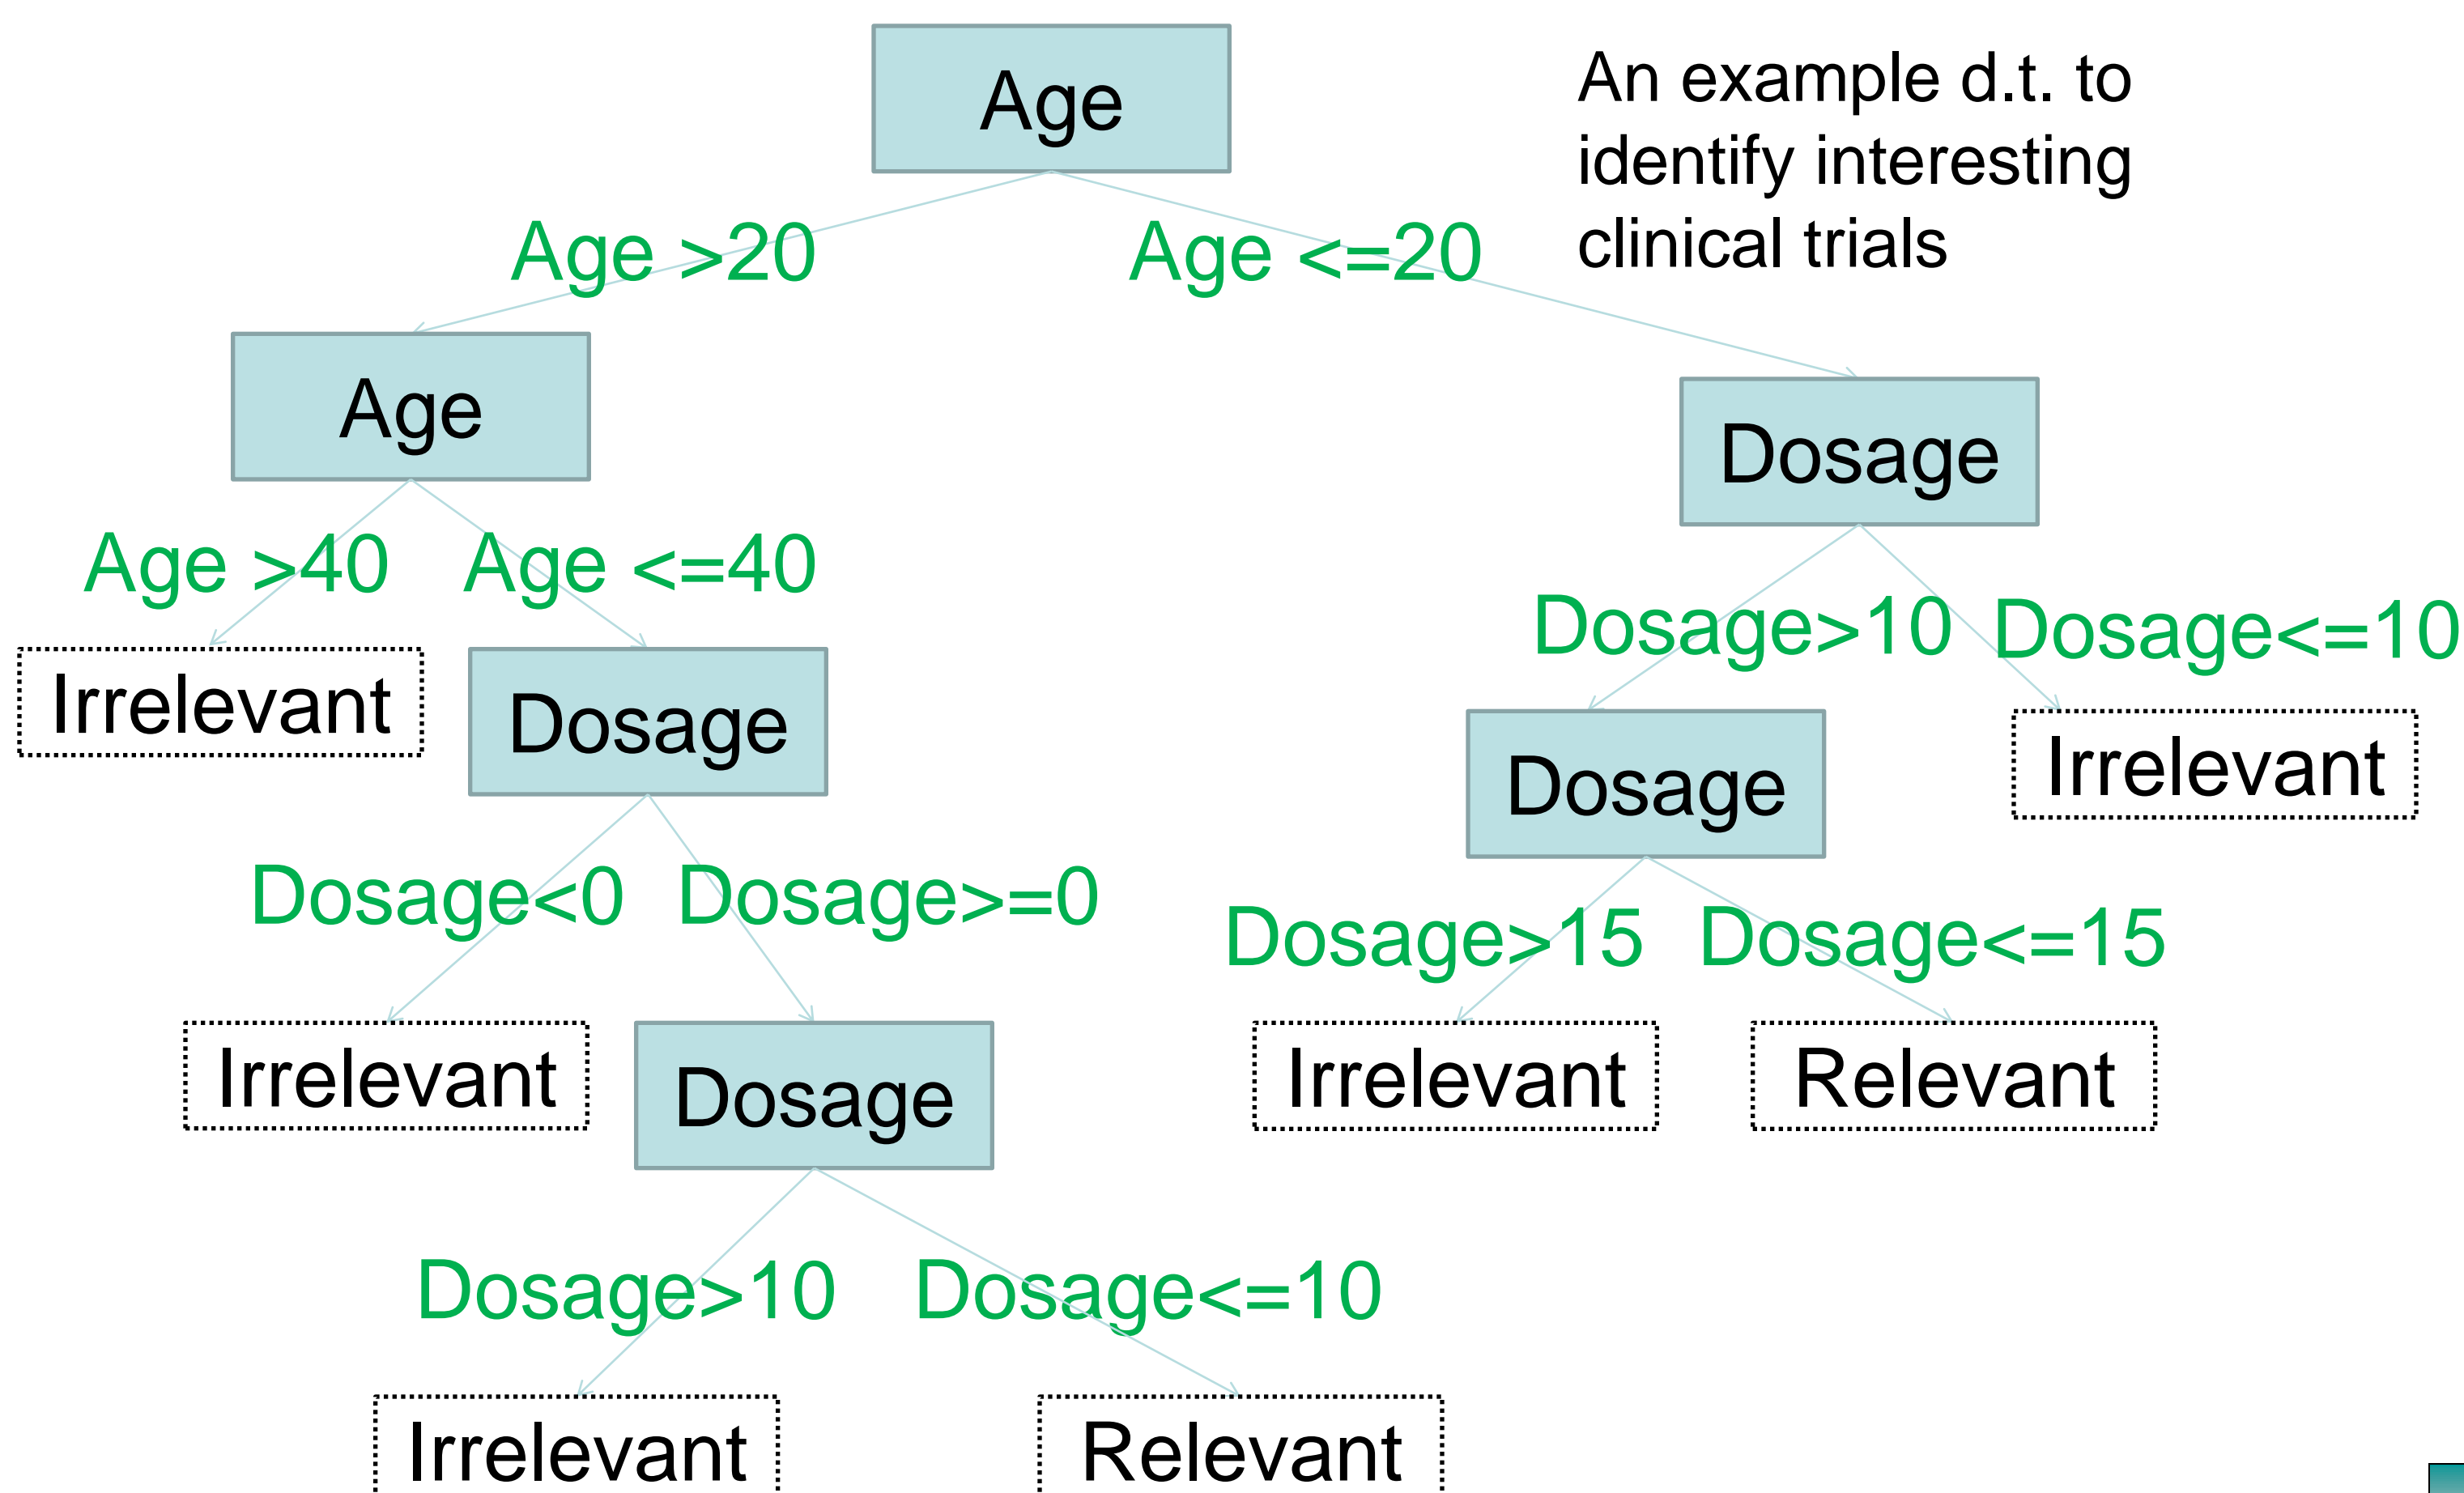 Age
An example d.t. to
identify interesting
clinical trials
Age >20
Age <=20
Age
Dosage
Age >40
Age <=40
Dosage>10
Dosage<=10
Irrelevant
Dosage
Dosage
Irrelevant
Dosage<0
Dosage>=0
Dosage>15
Dosage<=15
Irrelevant
Dosage
Irrelevant
Relevant
Dosage>10
Dosage<=10
Irrelevant
Relevant